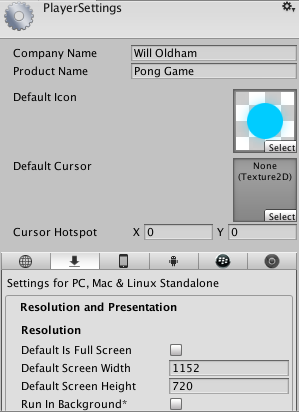 PlayerSettings
Company Name Will Oldham
Product Name Pong Game
Default Icon
Select
Default Cursor
None
(Texture2D)
Select
Cursor Hotspot X 0 Y 0
Settings for PC, Mac & Linux Standalone
Resolution and Presentation
Resolution
Default Is Full Screen
Default Screen Width 1152
Default Screen Height 720
Run In Background*